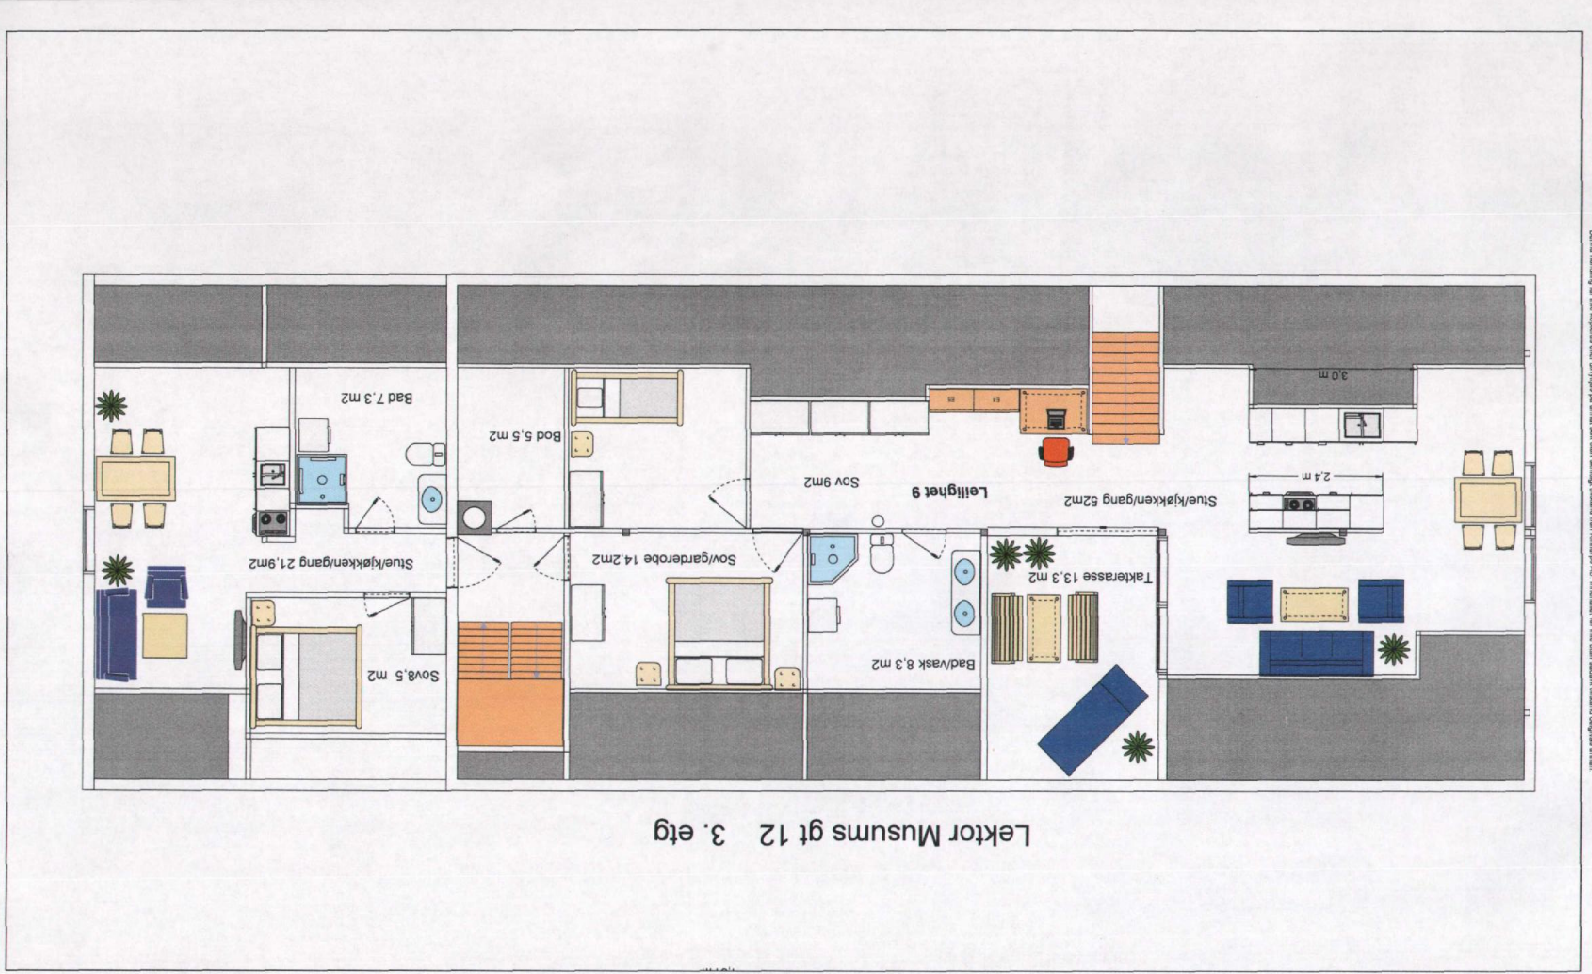 Lektor Musums gt 12 3. etg
Takterasse 13,3 m2
Bad/vask 8,3 m2
Sov8,5 m2
Sov/garderobe 14,2m2
Stue/kjøkken/gang 21,9m2
Stue/kjøkken/gang 52m2
Leilighet 9
Sov 9m2
2,4 m
Bod 5,5 m2
Bad 7,3 m2
3,0 m